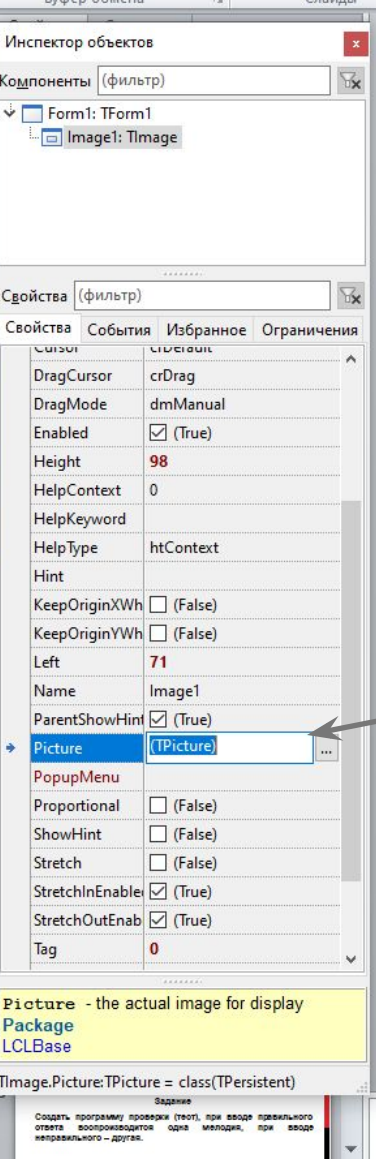 Буфер обмена
Слайды
Инспектор объектов
x
Компоненты (фильтр)
Form1: TForm1
Image1: TImage
Свойства (фильтр)
Свойства События Избранное Ограничения
Cursor crDefault
DragCursor crDrag
DragMode dmManual
Enabled (True)
Height 98
HelpContext 0
HelpKeyword
HelpType htContext
Hint
KeepOriginXWh (False)
KeepOriginYWh (False)
Left 71
Name Image1
ParentShowHint (True)
Picture (TPicture) ...
PopupMenu
Proportional (False)
ShowHint (False)
Stretch (False)
StretchInEnable (True)
StretchOutEnab (True)
Tag 0
Picture - the actual image for display
Package
LCLBase
TImage.Picture:TPicture = class(TPersistent)
Задание
Создать программу проверки (тест), при вводе правильного
ответа воспроизводится одна мелодия, при вводе
неправильного – другая.